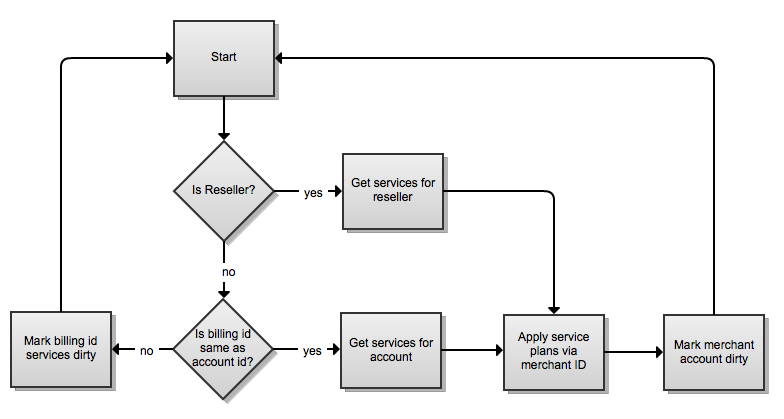 Start
Is Reseller?
yes
Get services for
reseller
no
Mark billing id
services dirty
no
Is billing id
same as
account id?
yes
Get services for
account
Apply service
plans via
merchant ID
Mark merchant
account dirty